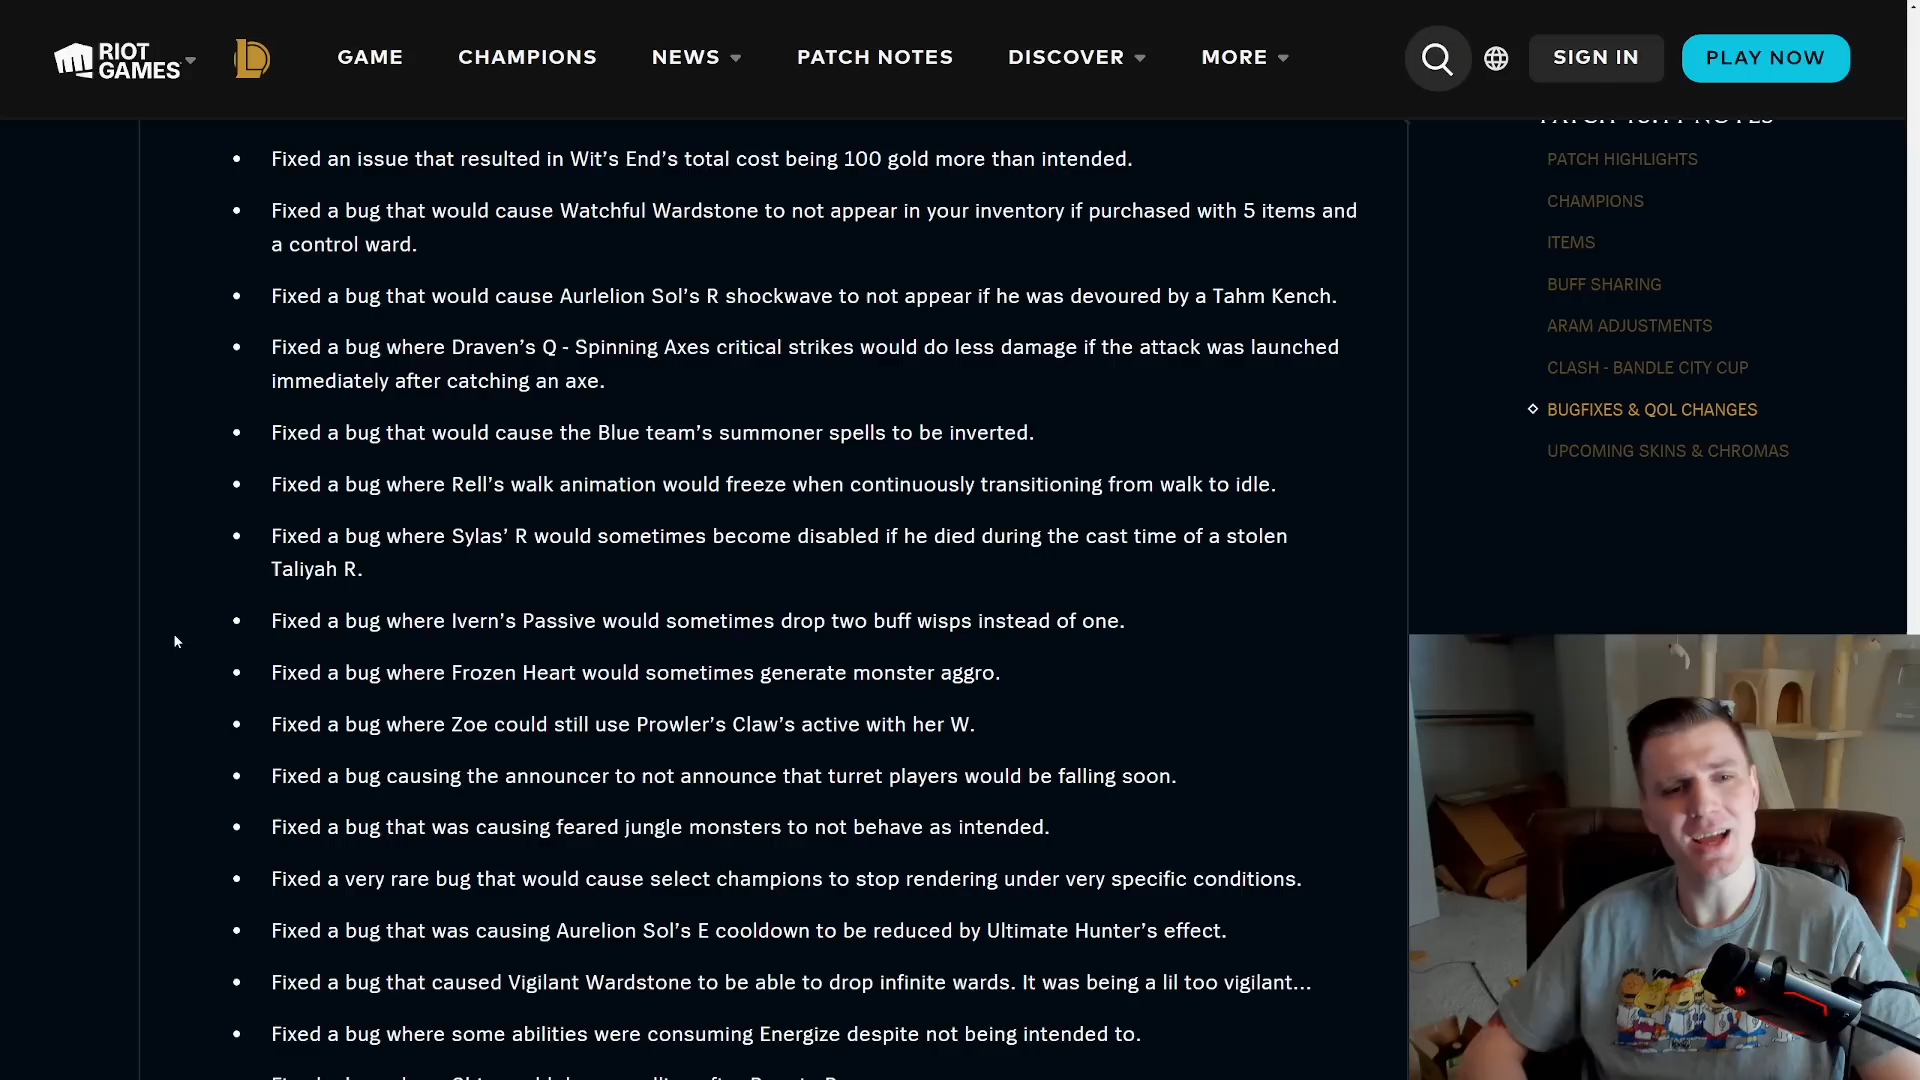 RIOT
GAMES
GAME
CHAMPIONS
NEWS
PATCH NOTES
DISCOVER
MORE
SIGN IN
PLAY NOW
• Fixed an issue that resulted in Wit’s End’s total cost being 100 gold more than intended.
• Fixed a bug that would cause Watchful Wardstone to not appear in your inventory if purchased with 5 items and
a control ward.
• Fixed a bug that would cause Aurlelion Sol’s R shockwave to not appear if he was devoured by a Tahm Kench.
• Fixed a bug where Draven’s Q - Spinning Axes critical strikes would do less damage if the attack was launched
immediately after catching an axe.
• Fixed a bug that would cause the Blue team’s summoner spells to be inverted.
• Fixed a bug where Rell’s walk animation would freeze when continuously transitioning from walk to idle.
• Fixed a bug where Sylas’ R would sometimes become disabled if he died during the cast time of a stolen
Taliyah R.
• Fixed a bug where Ivern’s Passive would sometimes drop two buff wisps instead of one.
• Fixed a bug where Frozen Heart would sometimes generate monster aggro.
• Fixed a bug where Zoe could still use Prowler’s Claw’s active with her W.
• Fixed a bug causing the announcer to not announce that turret players would be falling soon.
• Fixed a bug that was causing feared jungle monsters to not behave as intended.
• Fixed a very rare bug that would cause select champions to stop rendering under very specific conditions.
• Fixed a bug that was causing Aurelion Sol’s E cooldown to be reduced by Ultimate Hunter’s effect.
• Fixed a bug that caused Vigilant Wardstone to be able to drop infinite wards. It was being a lil too vigilant...
• Fixed a bug where some abilities were consuming Energize despite not being intended to.
PATCH HIGHLIGHTS
CHAMPIONS
ITEMS
BUFF SHARING
ARAM ADJUSTMENTS
CLASH - BANDLE CITY CUP
BUGFIXES & QOL CHANGES
UPCOMING SKINS & CHROMAS